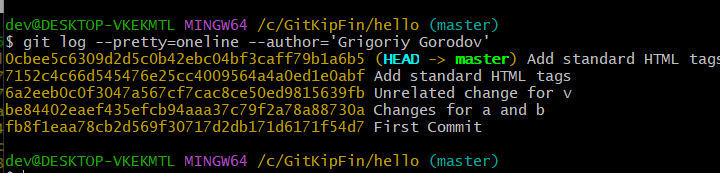 dev@DESKTOP-VKEKMTL MINGW64 /c/GitKipFin/hello (master)
$ git log --pretty=oneline --author='Grigoriy Gorodov'
0cbee5c6309d2d5c0b42ebc04bf3caff79b1a6b5 (HEAD -> master) Add standard HTML tags
7152c4c66d545476e25cc4009564a4a0ed1e0abf Add standard HTML tags
6a2eeb0c0f3047a567cf7cac8ce50ed9815639fb Unrelated change for v
be84402eaef435efcb94aaa37c79f2a78a88730a Changes for a and b
fb8f1eaa78cb2d569f30717d2db171d6171f54d7 First Commit
dev@DESKTOP-VKEKMTL MINGW64 /c/GitKipFin/hello (master)